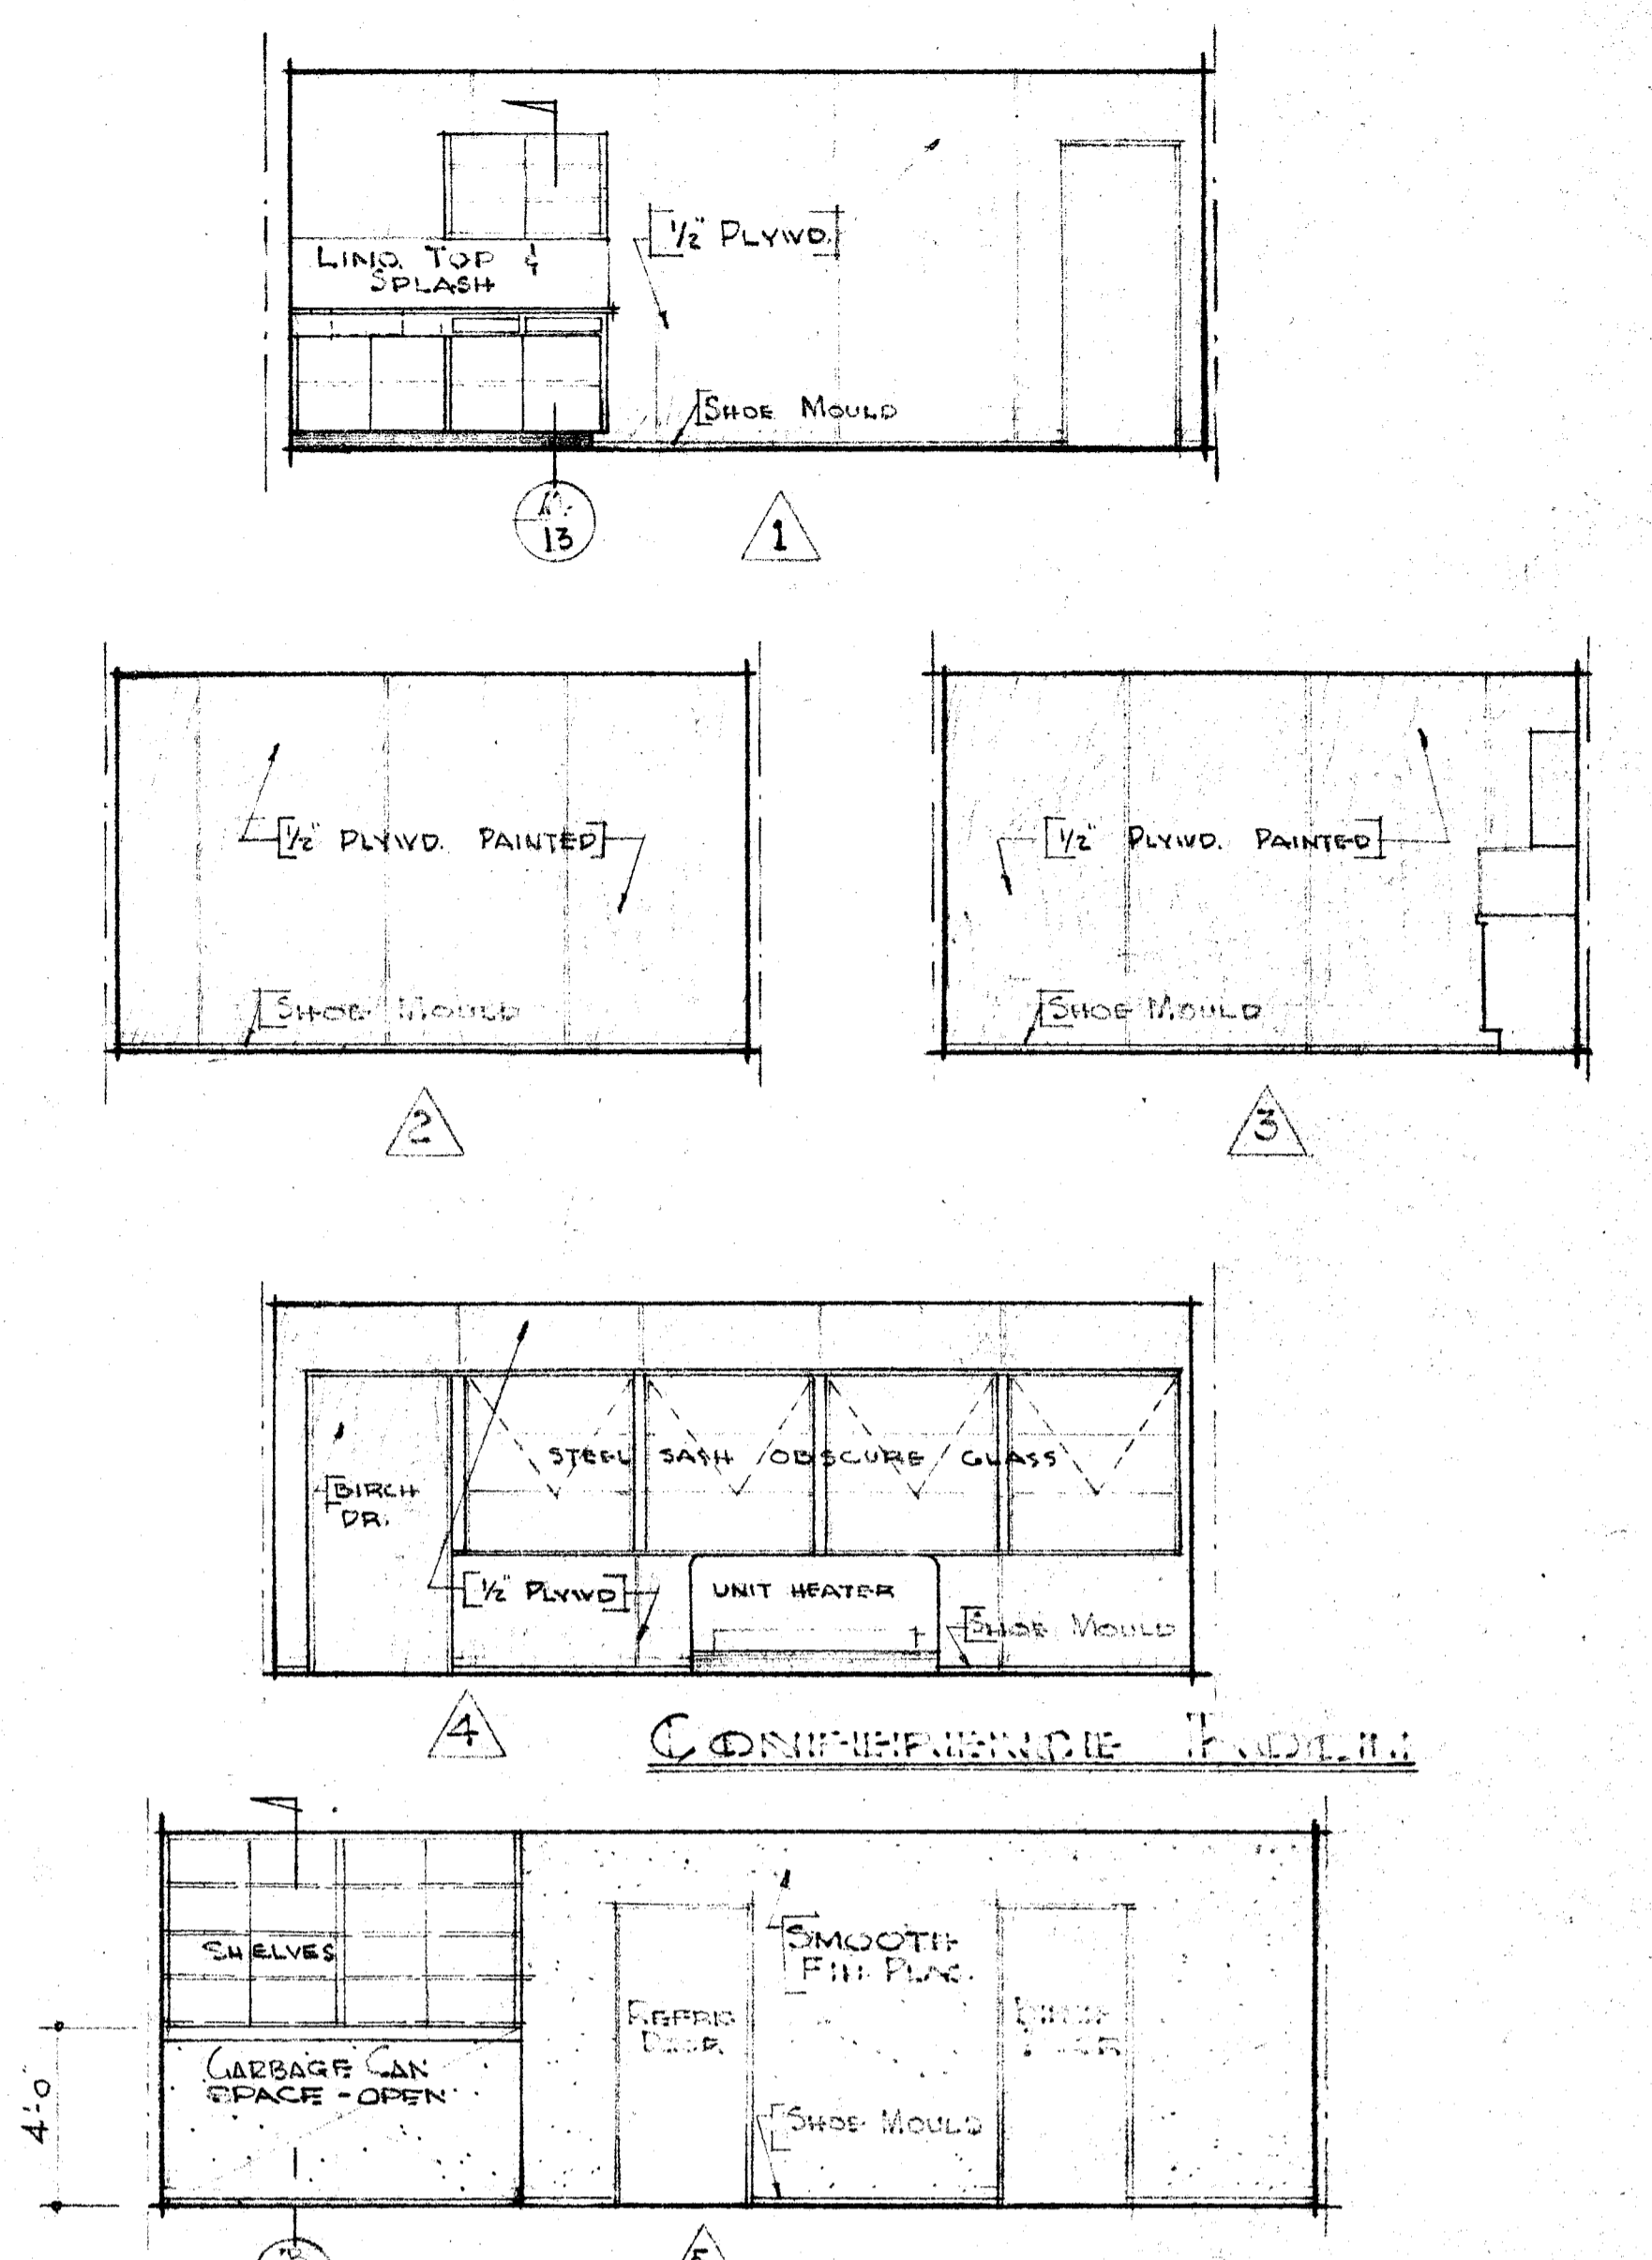 1/2" PLYWD.
LINO. TOP &
SPLASH
SHOE MOULD
13
1
1/2" PLYWD. PAINTED
SHOE MOULD
2
1/2" PLYWD. PAINTED
SHOE MOULD
3
STEEL SASH OBSCURE GLASS
BIRCH
DR.
1/2" PLYWD
UNIT HEATER
SHOE MOULD
4
CONFERENCE ROOM
SHELVES
SMOOTH
FIN. PLAS.
REFRIG
DOOR
GARBAGE CAN
SPACE - OPEN
4'-0"
SHOE MOULD
5